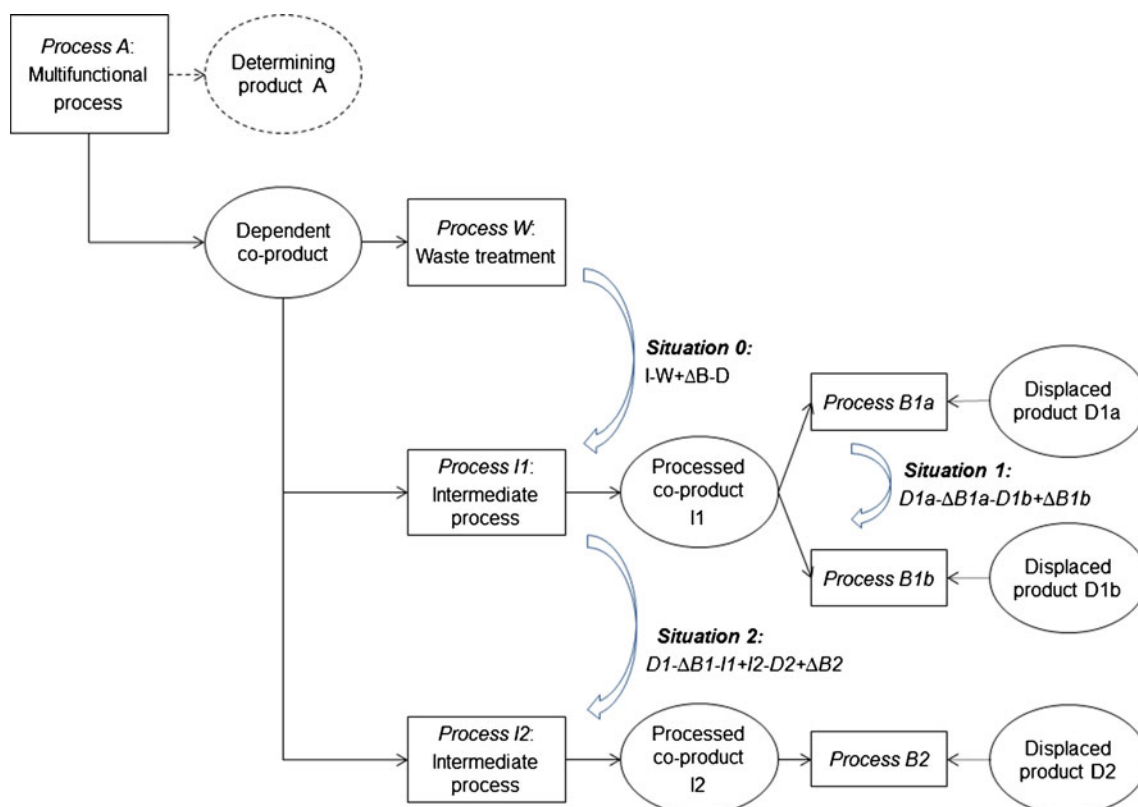 Process A:
Multifunctional
process
Determining
product A
Dependent
co-product
Process W:
Waste treatment
Situation 0:
I-W+ΔB-D
Process I1:
Intermediate
process
Processed
co-product
I1
Process B1a
Displaced
product D1a
Situation 1:
D1a-ΔB1a-D1b+ΔB1b
Process B1b
Displaced
product D1b
Situation 2:
D1-ΔB1-I1+I2-D2+ΔB2
Process I2:
Intermediate
process
Processed
co-product
I2
Process B2
Displaced
product D2